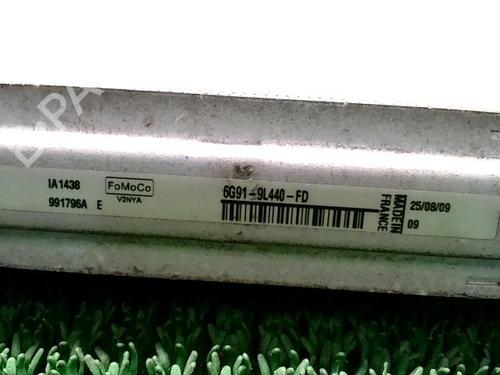 IA1438
991796A E
FoMoCo
V2NYA
6G91-9L440-FD
MADE IN
FRANCE
25/08/09
09